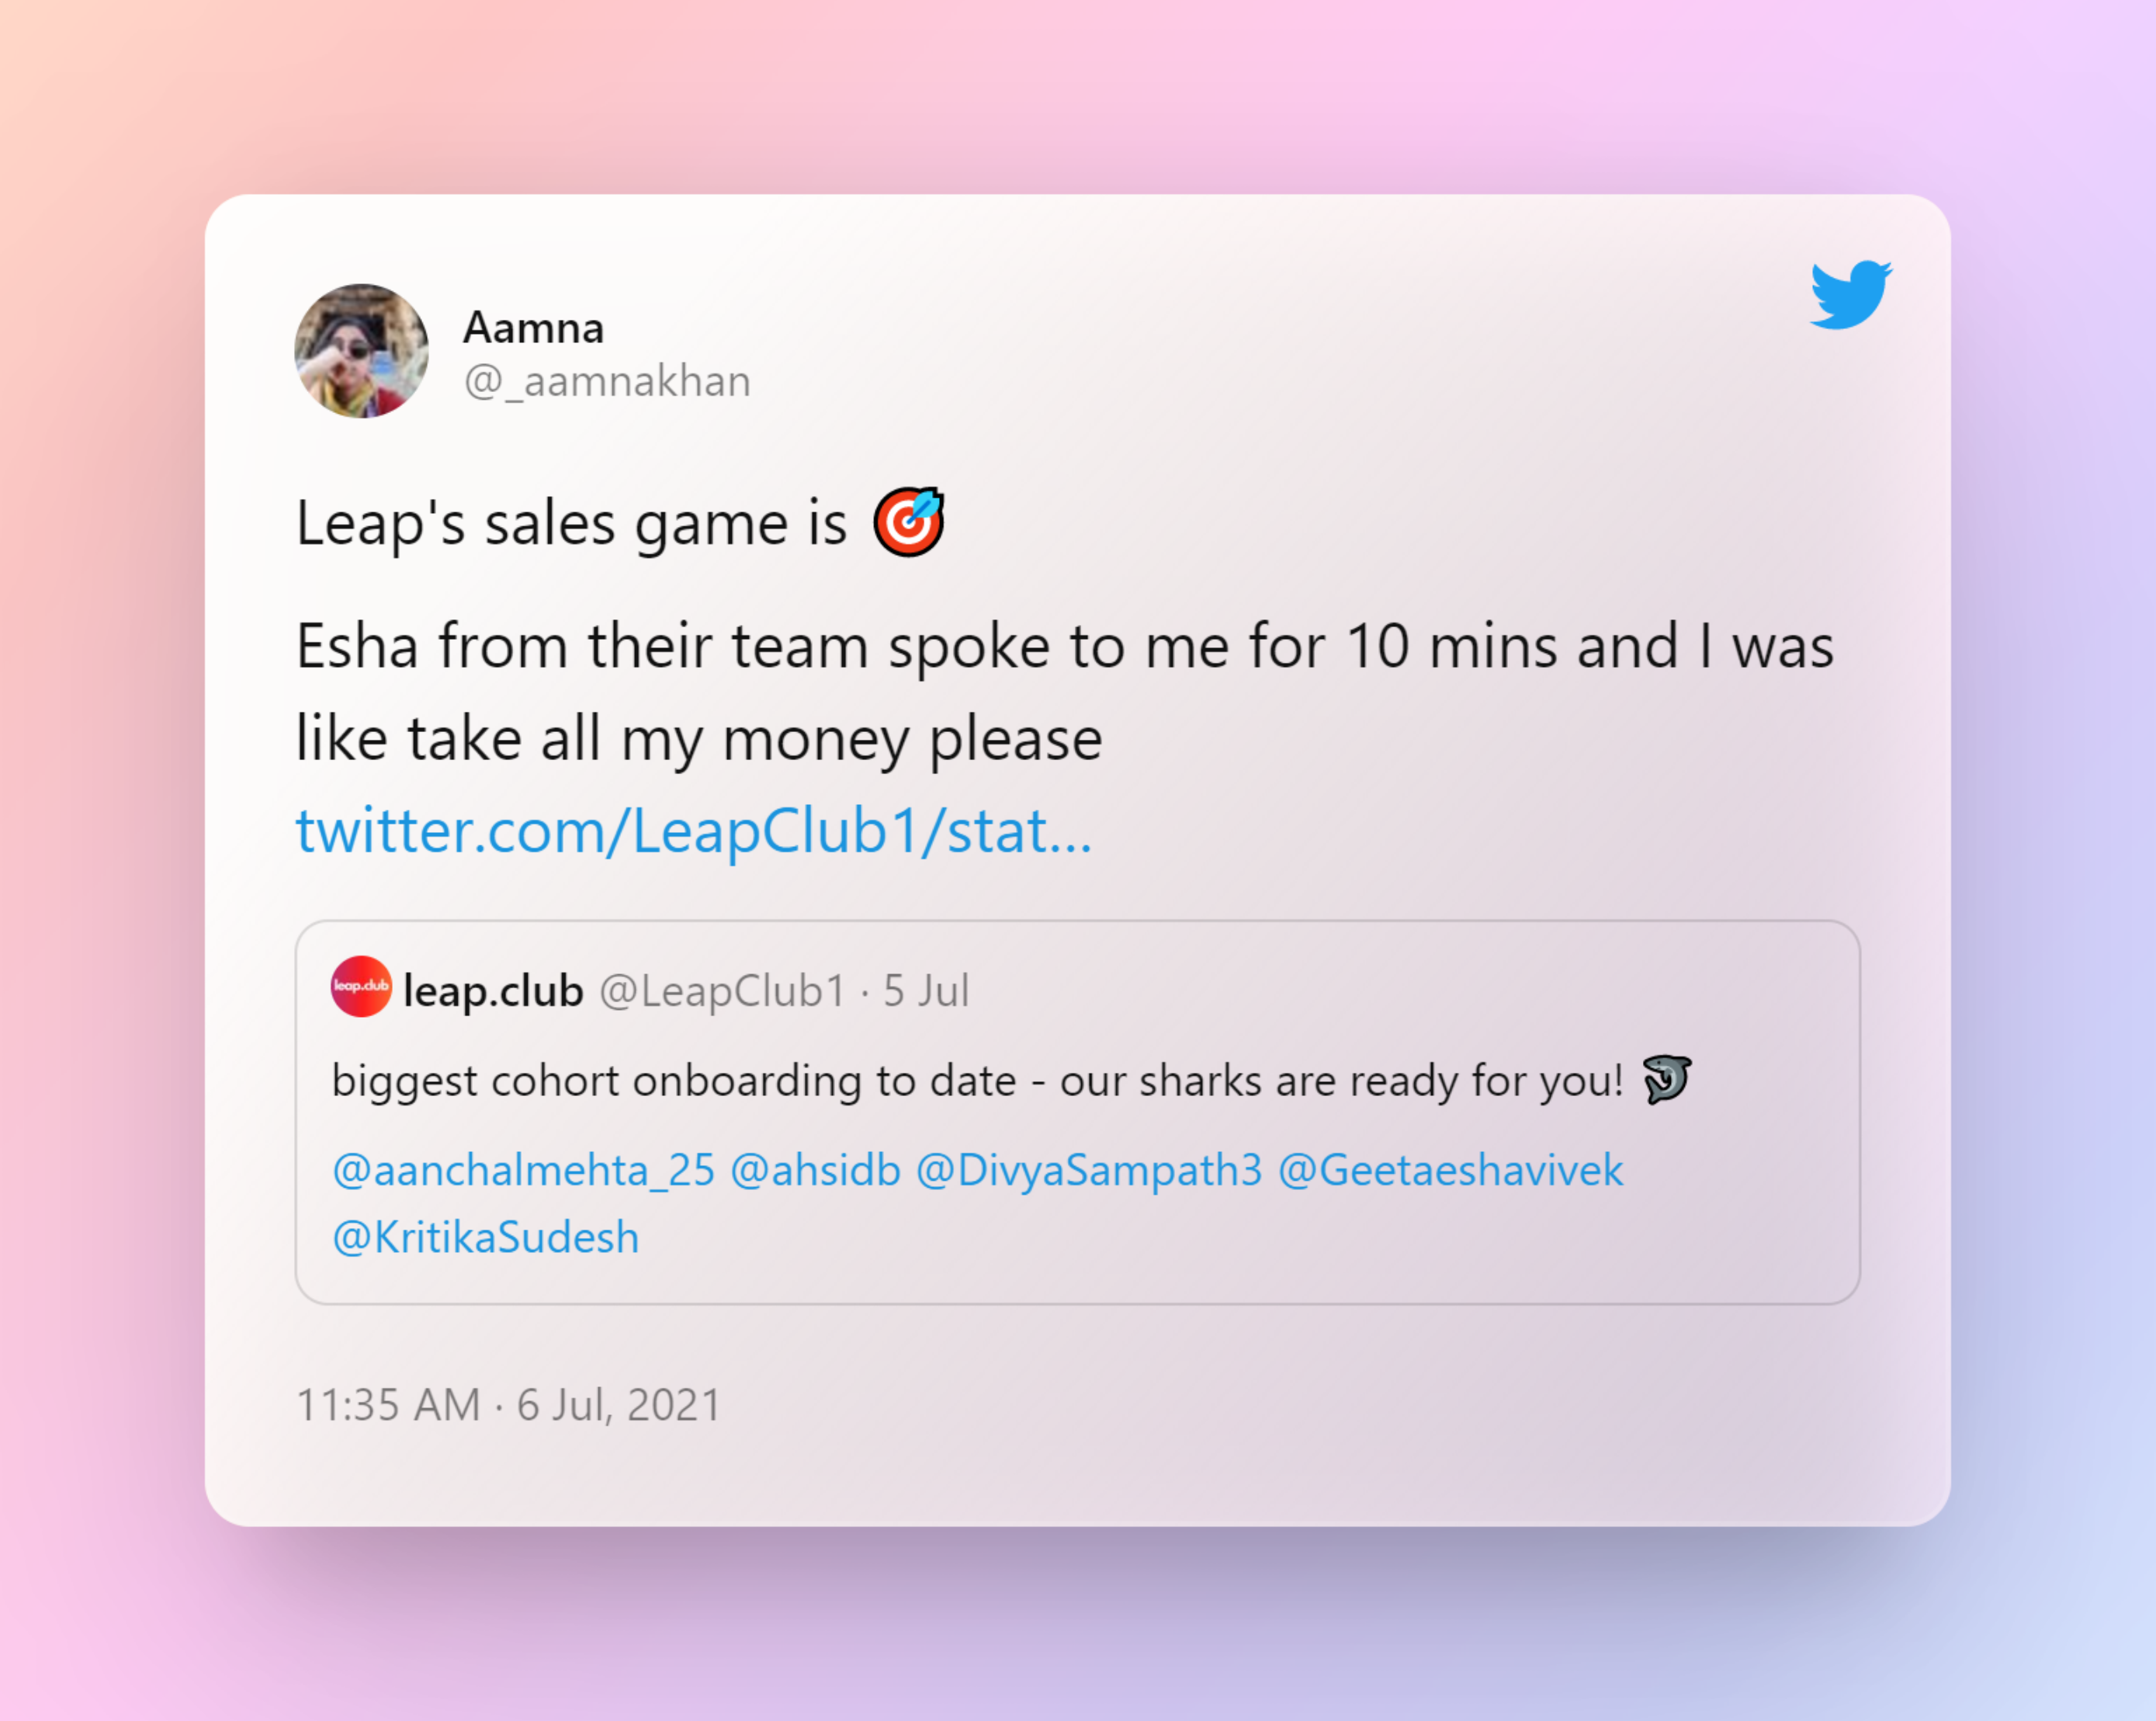 Aamna
@_aamnakhan
Leap's sales game is 🎯
Esha from their team spoke to me for 10 mins and I was
like take all my money please
twitter.com/LeapClub1/stat…
leap.club
leap.club @LeapClub1 · 5 Jul
biggest cohort onboarding to date - our sharks are ready for you! 🦈
@aanchalmehta_25 @ahsidb @DivyaSampath3 @Geetaeshavivek
@KritikaSudesh
11:35 AM · 6 Jul, 2021